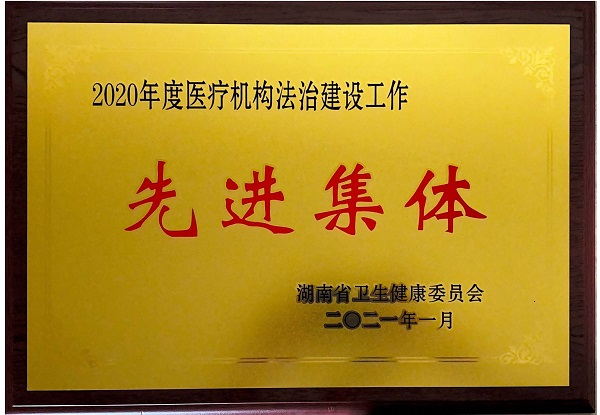 2020年度医疗机构法治建设工作
先进集体
湖南省卫生健康委员会
二〇二一年一月